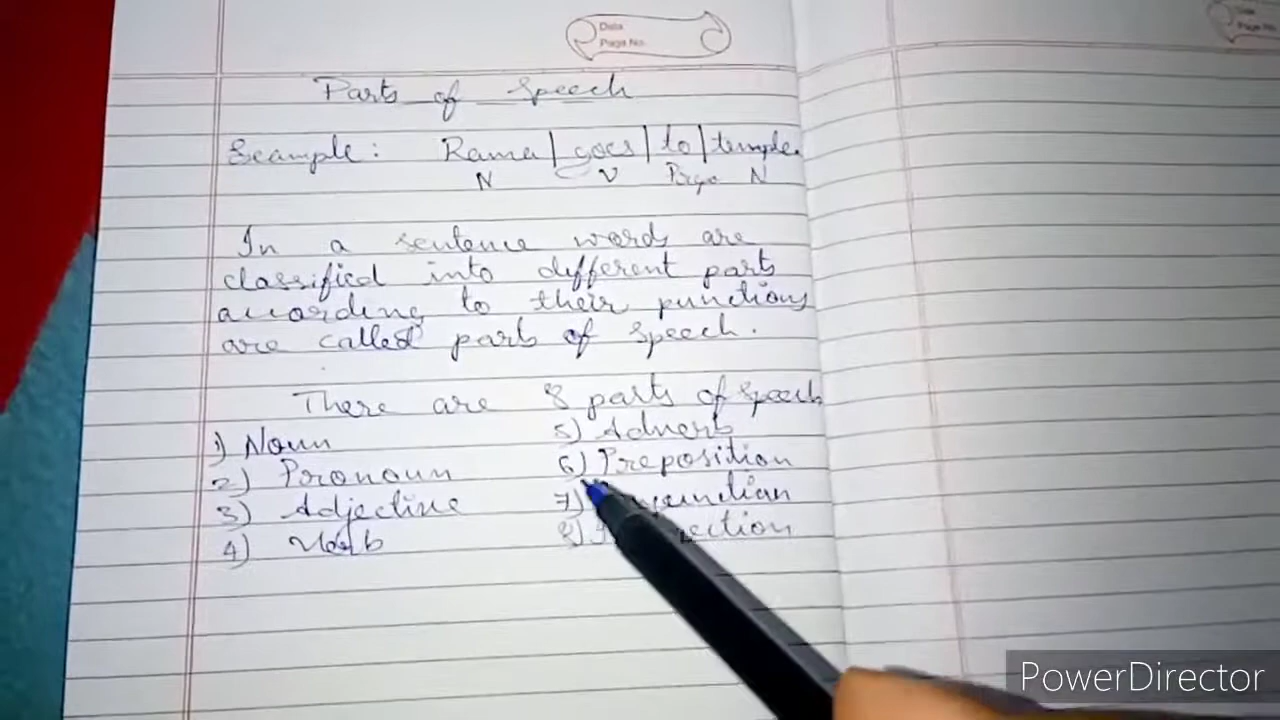 Date
Page No.
Parts of Speech
Example: Rama | goes | to | temple.
N V Prep N
In a sentence words are
classified into different parts
according to their functions
are called parts of speech.
There are 8 parts of Speech
1) Noun
2) Pronoun
3) Adjective
4) Verb
5) Adverb
6) Preposition
7) junction
8) jection
PowerDirector